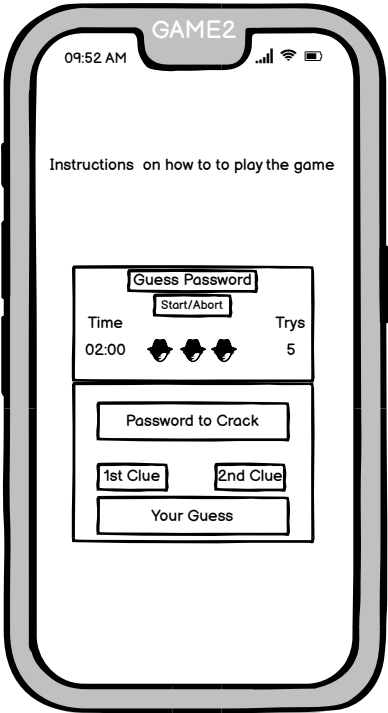 GAME2
09:52 AM
Instructions on how to to play the game
Guess Password
Start/Abort
Time Trys
02:00 5
Password to Crack
1st Clue 2nd Clue
Your Guess